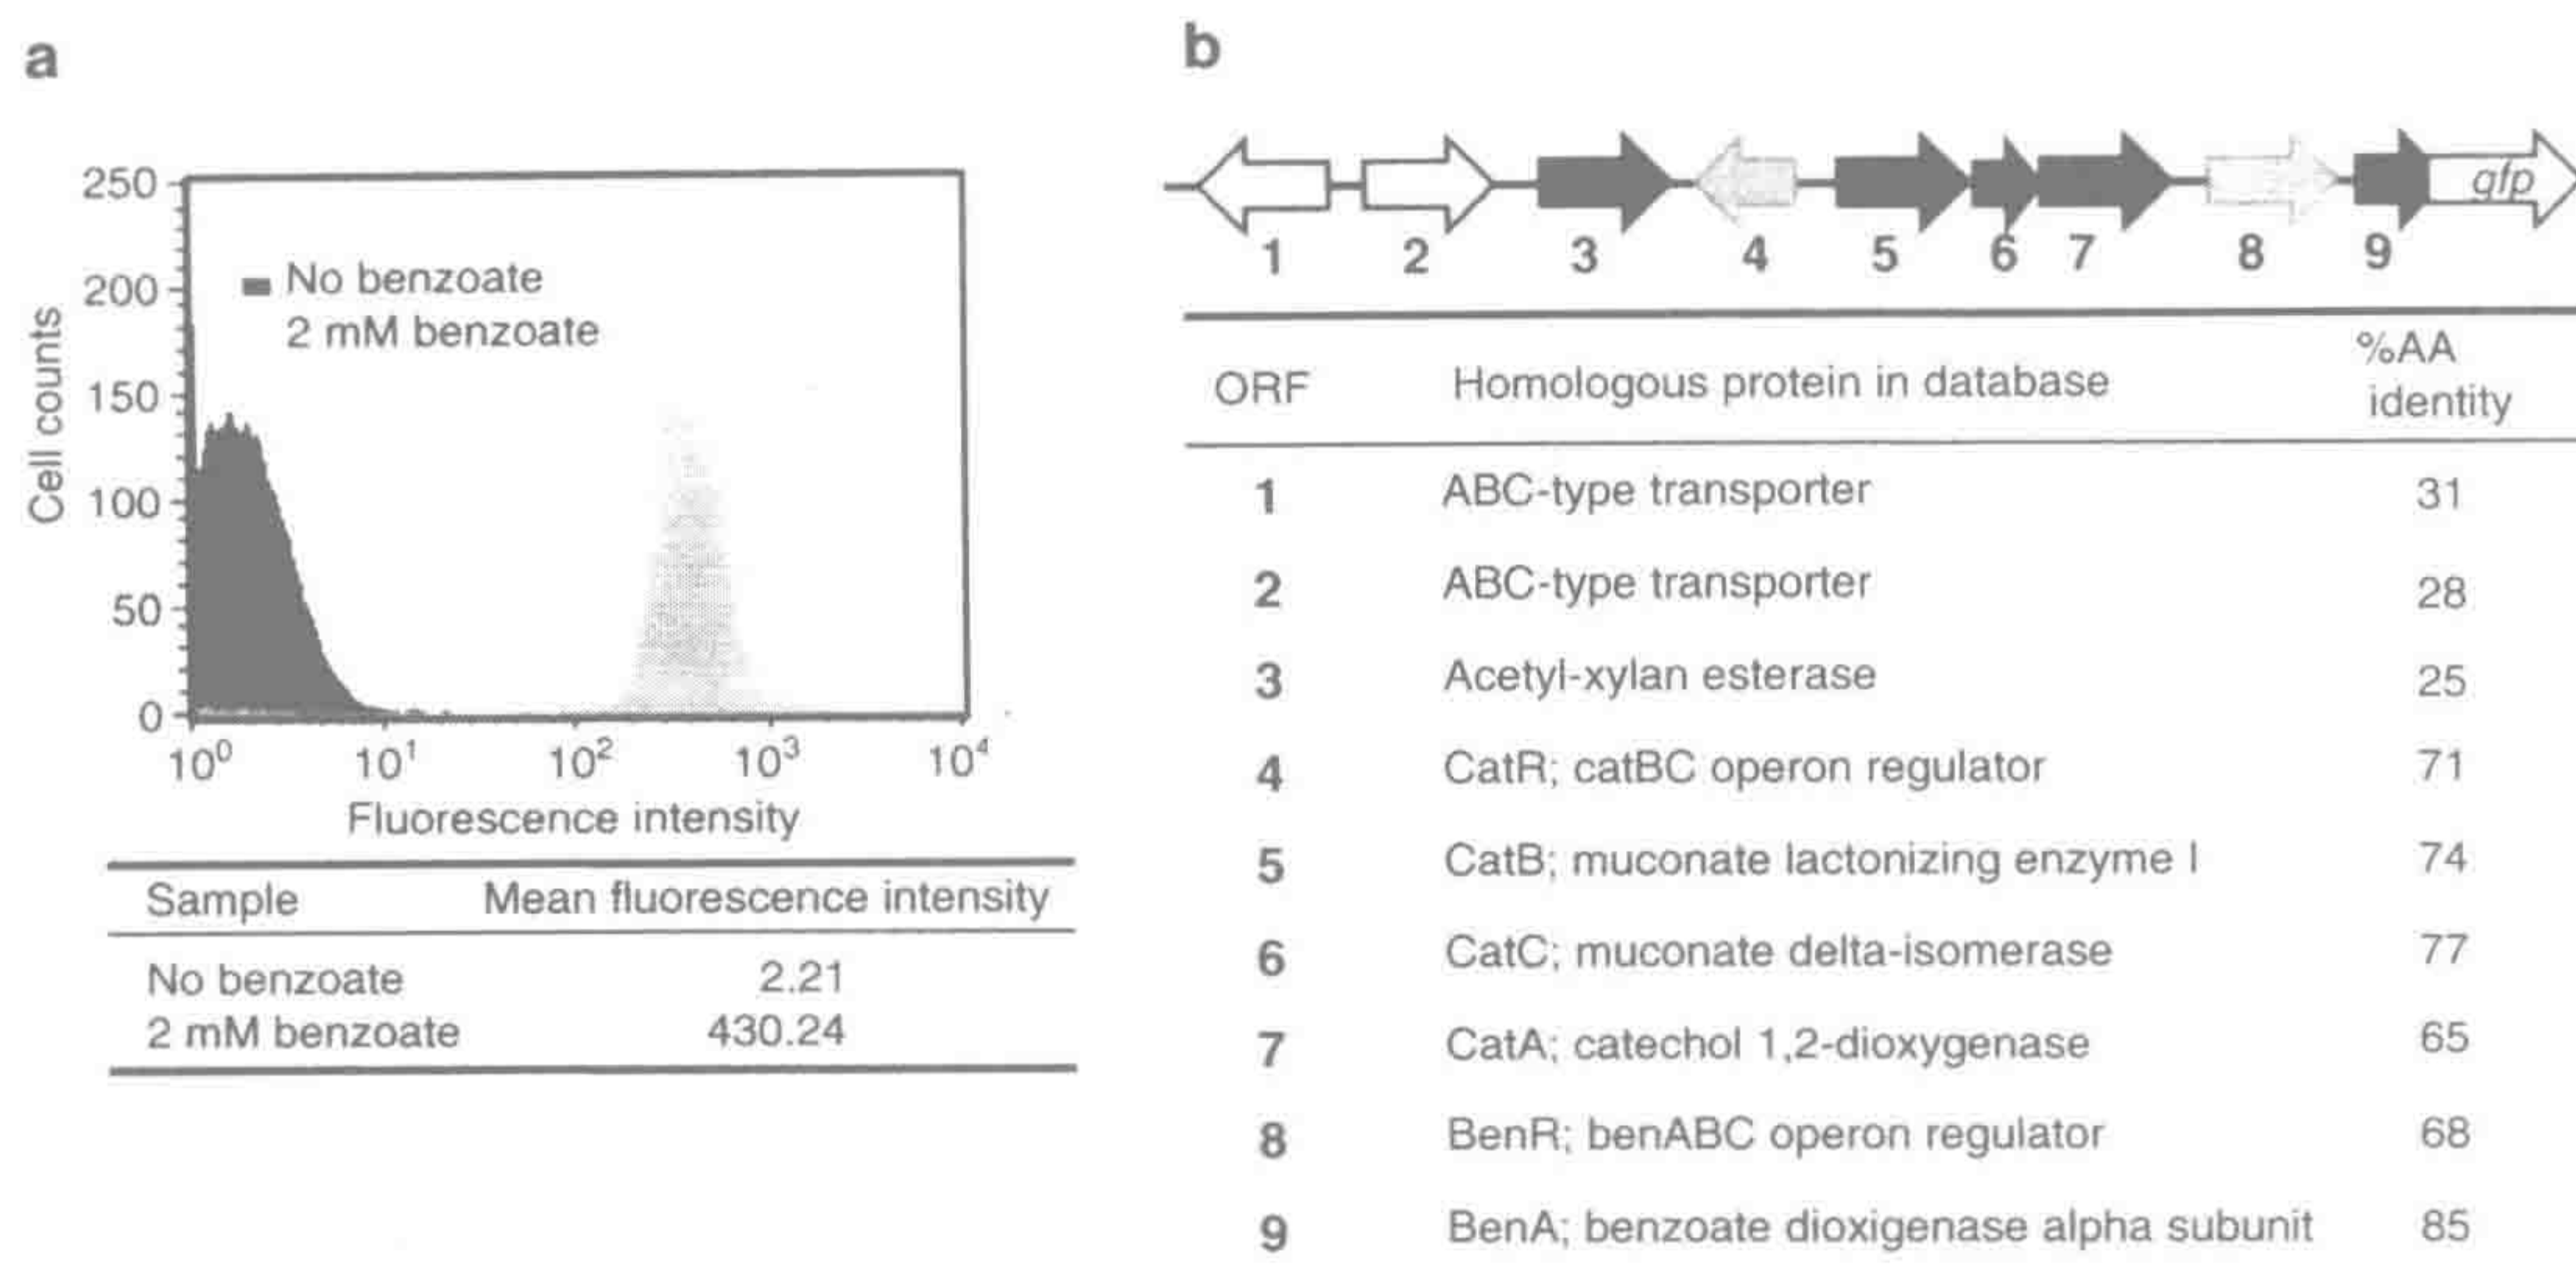 a
250
200
150
100
50
0
Cell counts
No benzoate
2 mM benzoate
10⁰ 10¹ 10² 10³ 10⁴
Fluorescence intensity
Sample Mean fluorescence intensity
No benzoate 2.21
2 mM benzoate 430.24
b
gfp
1 2 3 4 5 6 7 8 9
ORF Homologous protein in database %AA identity
1 ABC-type transporter 31
2 ABC-type transporter 28
3 Acetyl-xylan esterase 25
4 CatR; catBC operon regulator 71
5 CatB; muconate lactonizing enzyme I 74
6 CatC; muconate delta-isomerase 77
7 CatA; catechol 1,2-dioxygenase 65
8 BenR; benABC operon regulator 68
9 BenA; benzoate dioxigenase alpha subunit 85